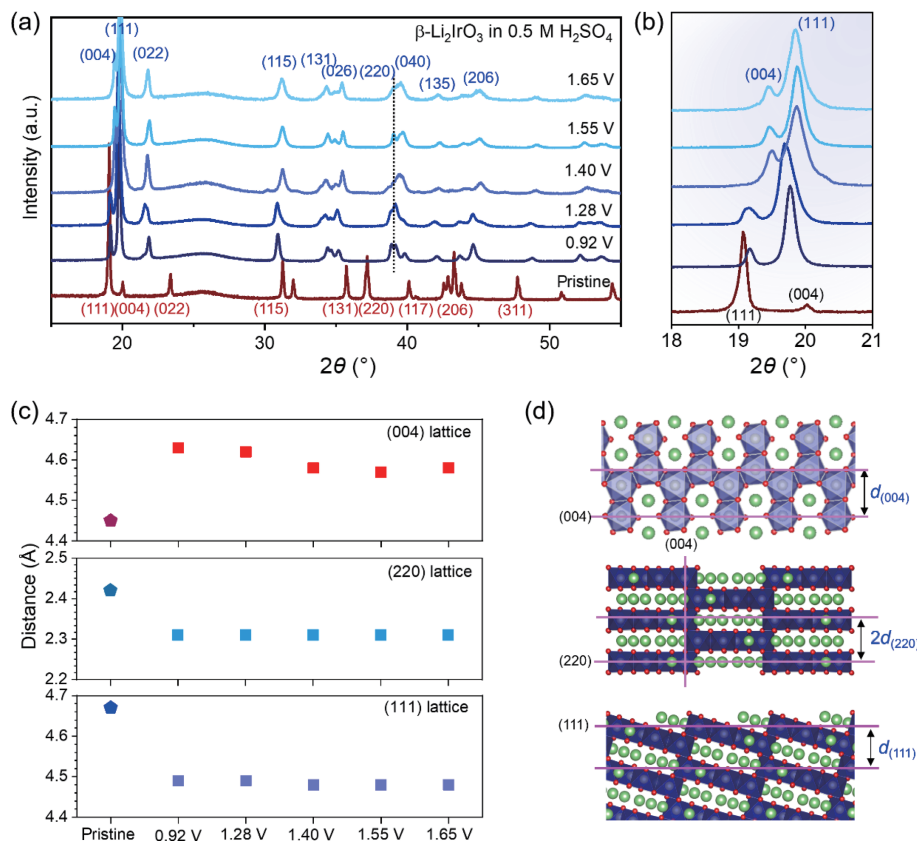 (a)
β-Li₂IrO₃ in 0.5 M H₂SO₄
(111)
(004)
(022)
(115)
(131)
(026)
(220)
(040)
(135)
(206)
1.65 V
1.55 V
1.40 V
1.28 V
0.92 V
Pristine
(111)(004) (022)
(115)
(131)
(220)
(117)
(206)
(311)
Intensity (a.u.)
20 30 40 50
2θ (°)
(b)
(111)
(004)
(111)
(004)
18 19 20 21
2θ (°)
(c)
4.7
4.6
4.5
4.4
(004) lattice
2.5
2.4
2.3
2.2
(220) lattice
4.7
4.6
4.5
4.4
(111) lattice
Distance (Å)
Pristine 0.92 V 1.28 V 1.40 V 1.55 V 1.65 V
(d)
d(004)
(004)
(004)
2d(220)
(220)
(111)
d(111)